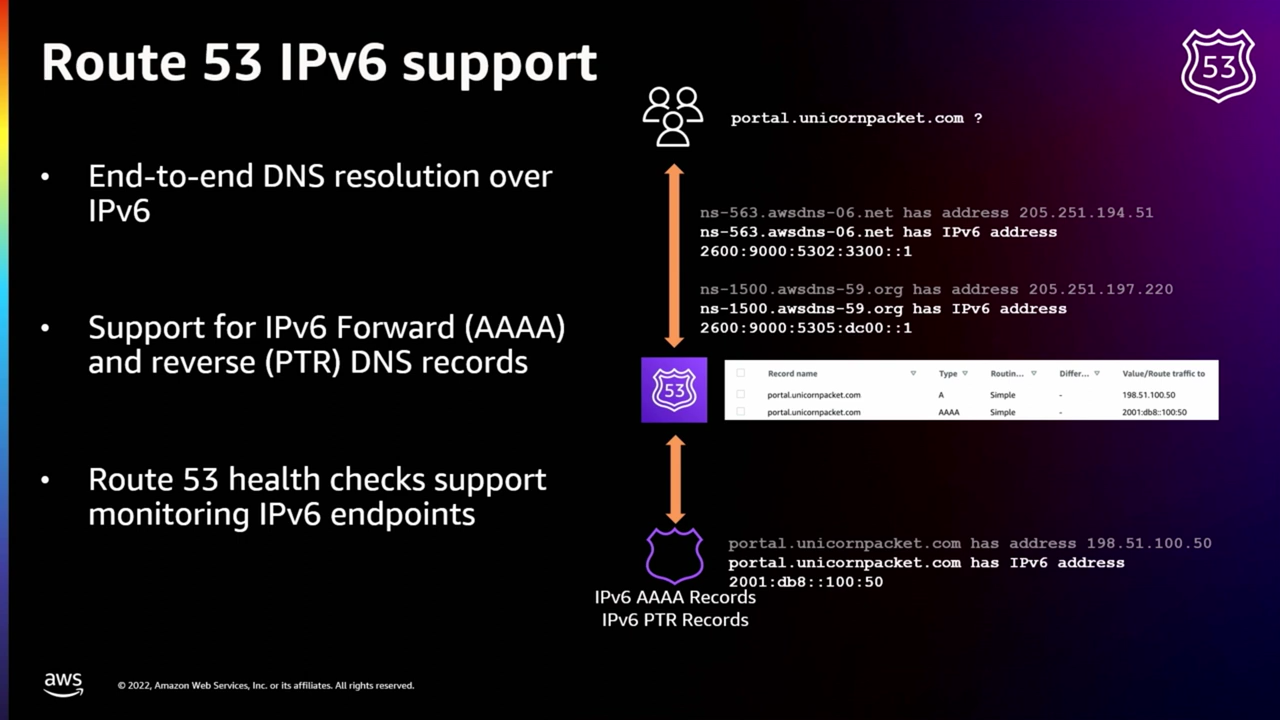 Route 53 IPv6 support
53
portal.unicornpacket.com ?
• End-to-end DNS resolution over
IPv6
ns-563.awsdns-06.net has address 205.251.194.51
ns-563.awsdns-06.net has IPv6 address
2600:9000:5302:3300::1
ns-1500.awsdns-59.org has address 205.251.197.220
ns-1500.awsdns-59.org has IPv6 address
2600:9000:5305:dc00::1
• Support for IPv6 Forward (AAAA)
and reverse (PTR) DNS records
53
Record name Type Routin... Differ... Value/Route traffic to
portal.unicornpacket.com A Simple - 198.51.100.50
portal.unicornpacket.com AAAA Simple - 2001:db8::100:50
• Route 53 health checks support
monitoring IPv6 endpoints
portal.unicornpacket.com has address 198.51.100.50
portal.unicornpacket.com has IPv6 address
2001:db8::100:50
IPv6 AAAA Records
IPv6 PTR Records
aws
© 2022, Amazon Web Services, Inc. or its affiliates. All rights reserved.